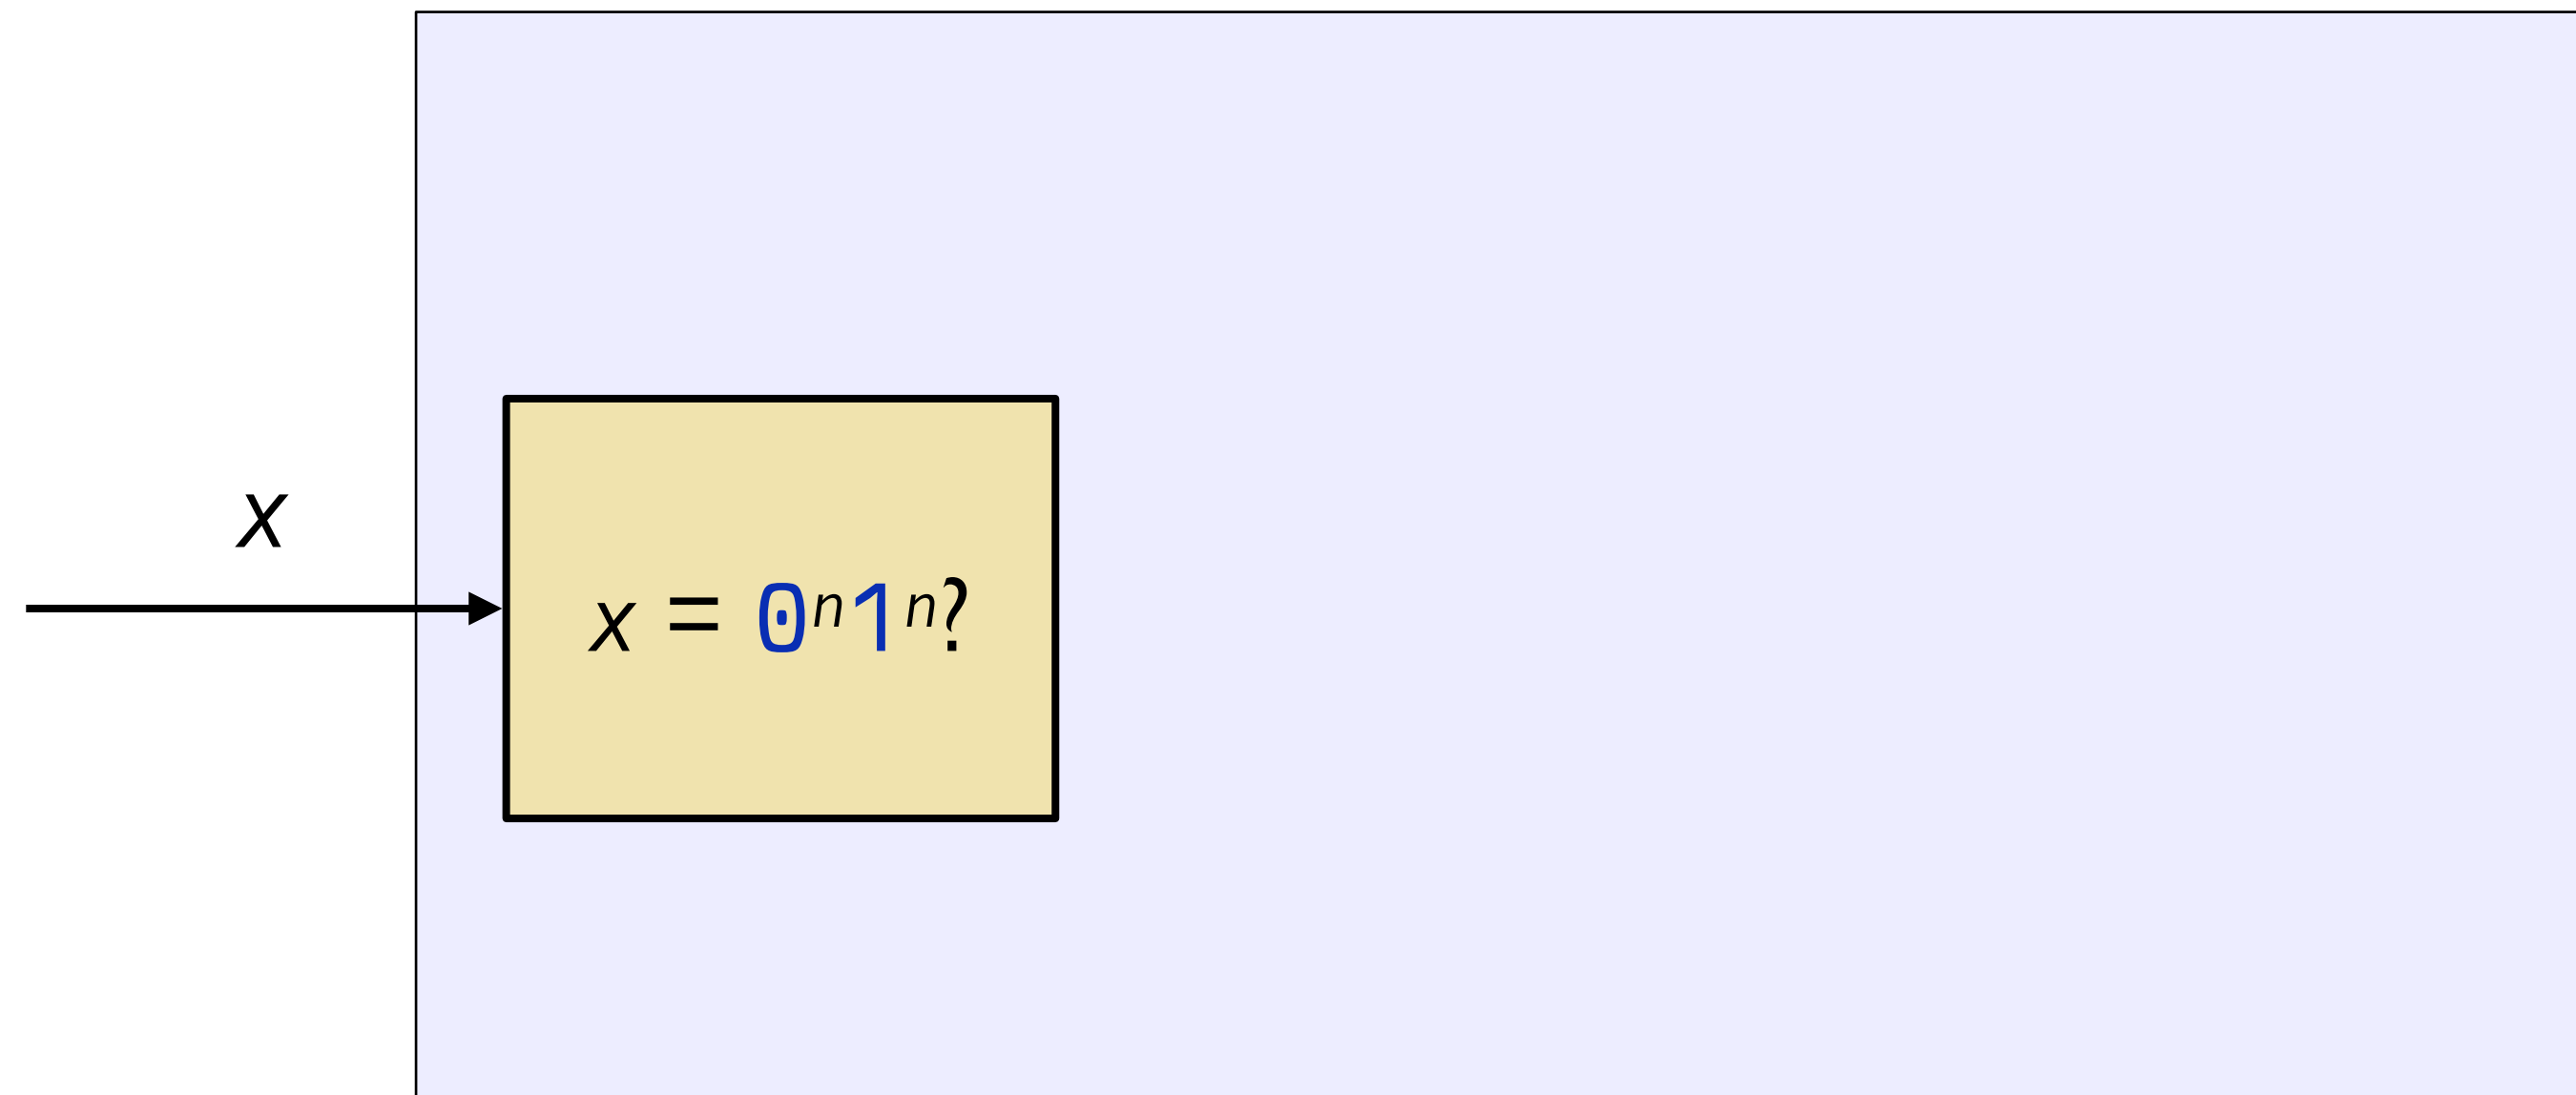 x
x = 0ⁿ1ⁿ?